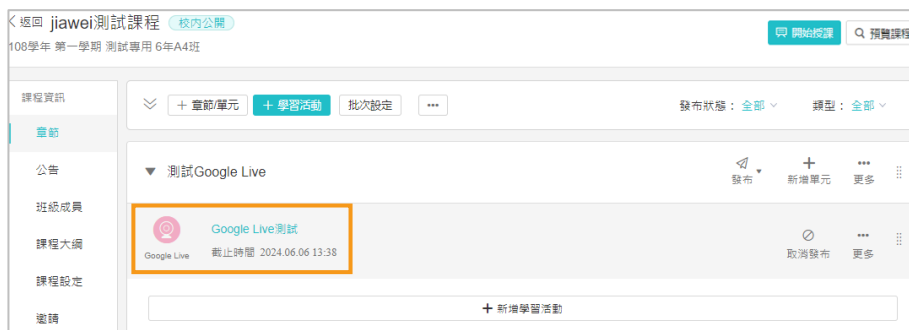 返回 jiawei測試課程 校內公開
108學年 第一學期 測試專用 6年A4班
開始授課 預覽課程
課程資訊
章節
公告
班級成員
課程大綱
課程設定
邀請
+ 章節/單元 + 學習活動 批次設定 ...
發布狀態： 全部 類型： 全部
▼ 測試Google Live
發布 新增單元 更多
Google Live
Google Live測試
截止時間 2024.06.06 13:38
取消發布 更多
+ 新增學習活動